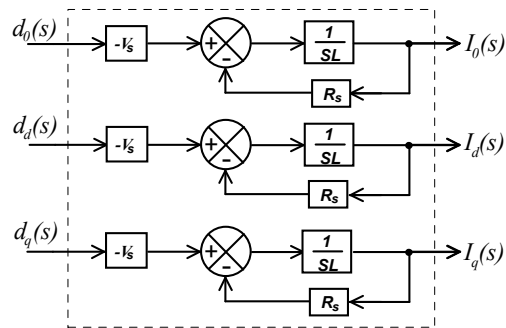 d0(s) -Vs + - 1/SL I0(s)
Rs
dd(s) -Vs + - 1/SL Id(s)
Rs
dq(s) -Vs + - 1/SL Iq(s)
Rs